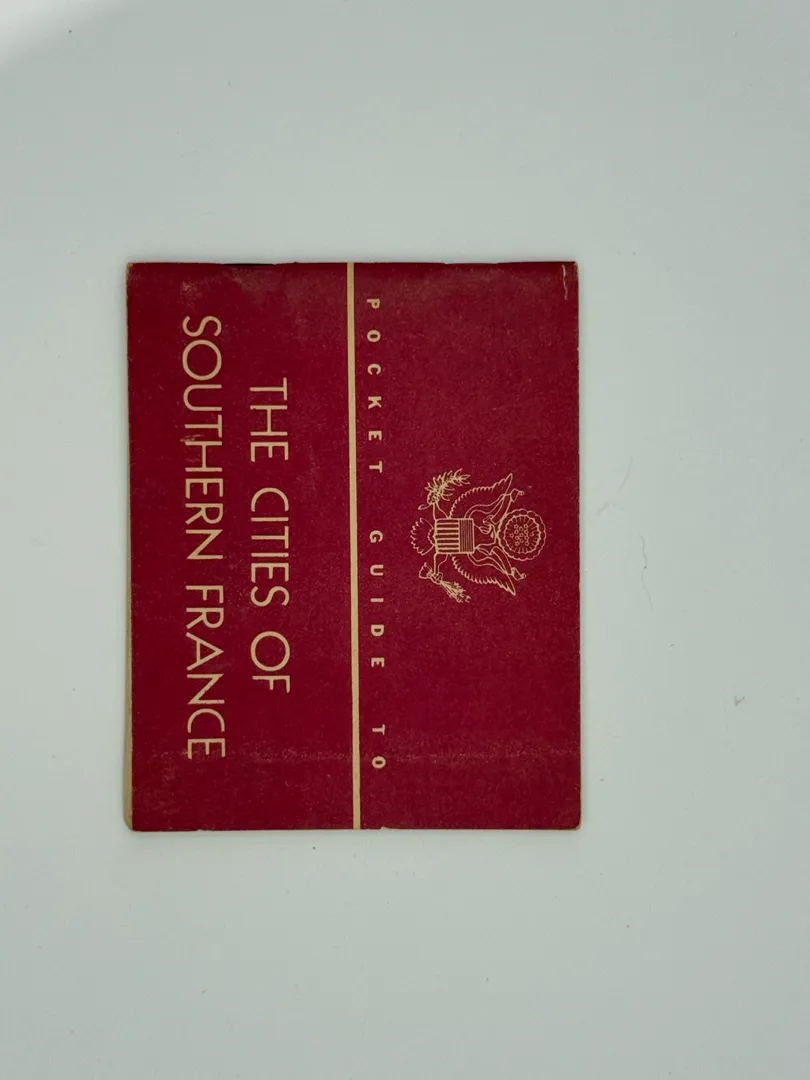 POCKET GUIDE TO
THE CITIES OF
SOUTHERN FRANCE